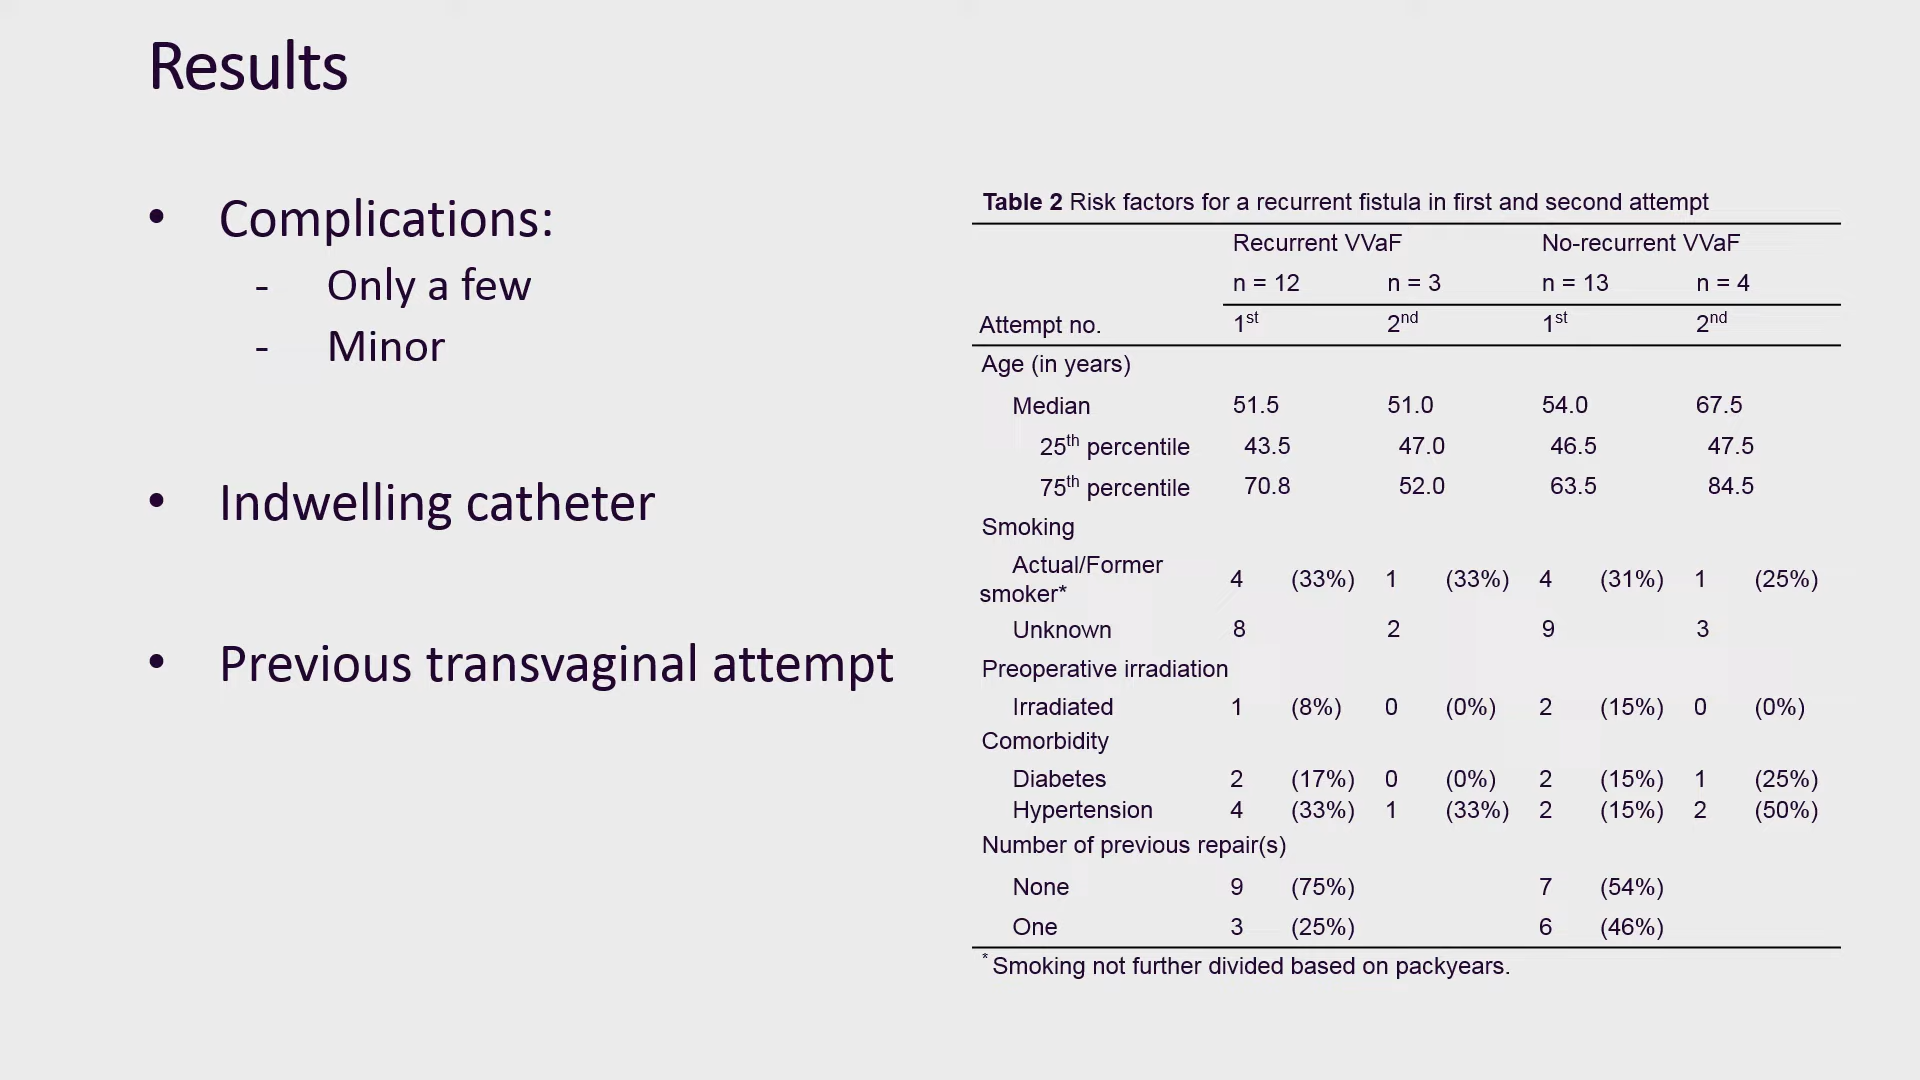 Results
• Complications:
- Only a few
- Minor
• Indwelling catheter
• Previous transvaginal attempt
Table 2 Risk factors for a recurrent fistula in first and second attempt
Recurrent VVaF No-recurrent VVaF
n = 12 n = 3 n = 13 n = 4
Attempt no. 1st 2nd 1st 2nd
Age (in years)
Median 51.5 51.0 54.0 67.5
25th percentile 43.5 47.0 46.5 47.5
75th percentile 70.8 52.0 63.5 84.5
Smoking
Actual/Former
smoker* 4 (33%) 1 (33%) 4 (31%) 1 (25%)
Unknown 8 2 9 3
Preoperative irradiation
Irradiated 1 (8%) 0 (0%) 2 (15%) 0 (0%)
Comorbidity
Diabetes 2 (17%) 0 (0%) 2 (15%) 1 (25%)
Hypertension 4 (33%) 1 (33%) 2 (15%) 2 (50%)
Number of previous repair(s)
None 9 (75%) 7 (54%)
One 3 (25%) 6 (46%)
* Smoking not further divided based on packyears.